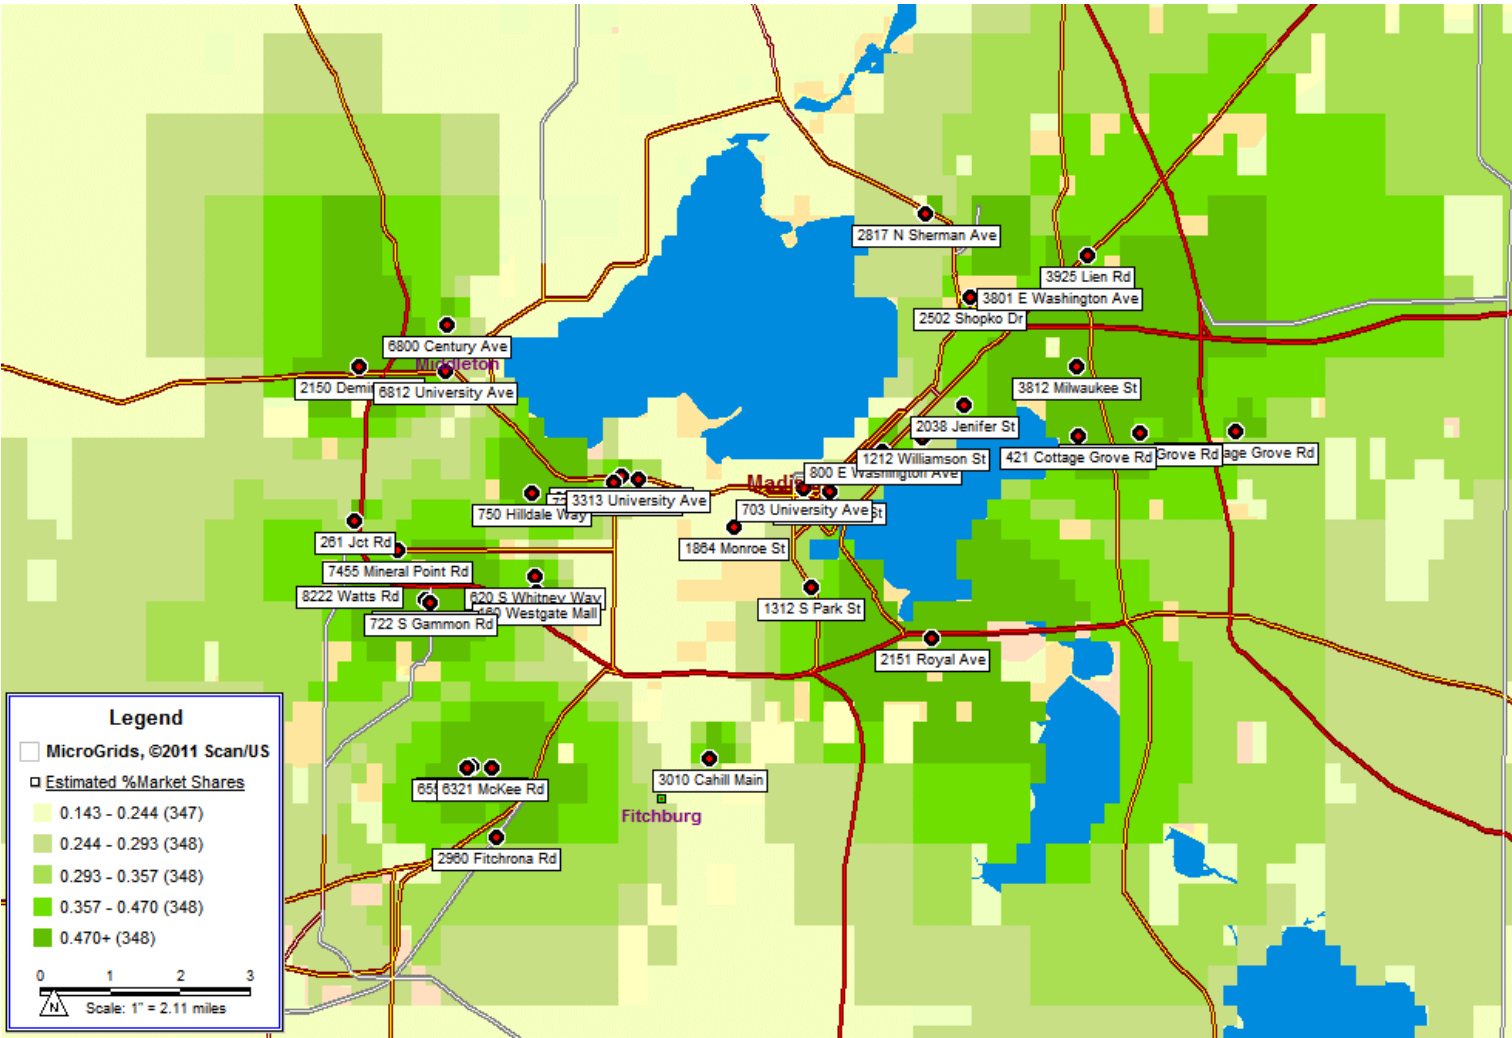 2817 N Sherman Ave
3925 Lien Rd
3801 E Washington Ave
2502 Shopko Dr
6800 Century Ave
Middleton
2150 Demin
6812 University Ave
3812 Milwaukee St
2038 Jenifer St
1212 Williamson St
421 Cottage Grove Rd
Grove Rd
age Grove Rd
800 E Washington Ave
Madis
3313 University Ave
750 Hilldale Way
703 University Ave
St
261 Jct Rd
1864 Monroe St
7455 Mineral Point Rd
8222 Watts Rd
620 S Whitney Way
Westgate Mall
722 S Gammon Rd
1312 S Park St
2151 Royal Ave
3010 Cahill Main
6321 McKee Rd
Fitchburg
2960 Fitchrona Rd
Legend
MicroGrids, ©2011 Scan/US
Estimated %Market Shares
0.143 - 0.244 (347)
0.244 - 0.293 (348)
0.293 - 0.357 (348)
0.357 - 0.470 (348)
0.470+ (348)
0 1 2 3
N
Scale: 1" = 2.11 miles